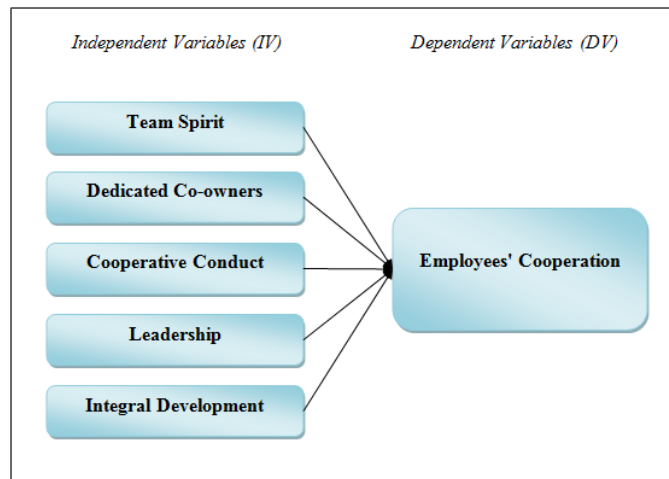 Independent Variables (IV)
Dependent Variables (DV)
Team Spirit
Dedicated Co-owners
Cooperative Conduct
Leadership
Integral Development
Employees' Cooperation